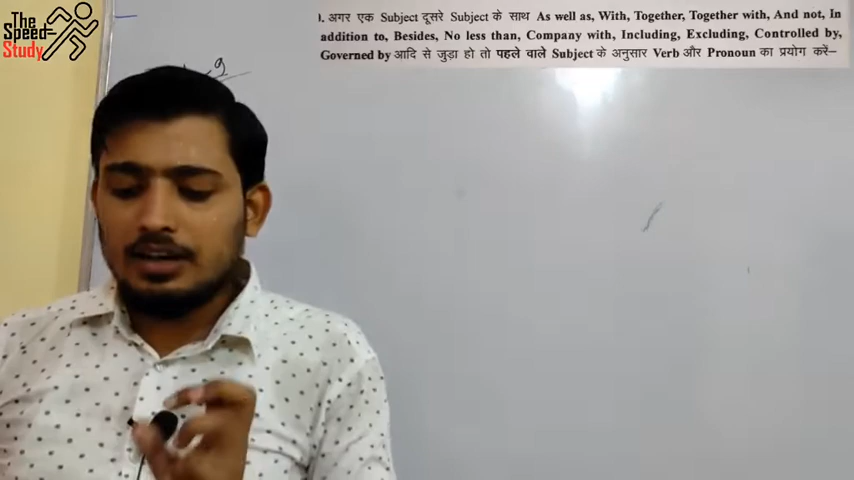 The
Speed
Study
1. अगर एक Subject दूसरे Subject के साथ As well as, With, Together, Together with, And not, In
addition to, Besides, No less than, Company with, Including, Excluding, Controlled by,
Governed by आदि से जुड़ा हो तो पहले वाले Subject के अनुसार Verb और Pronoun का प्रयोग करें–